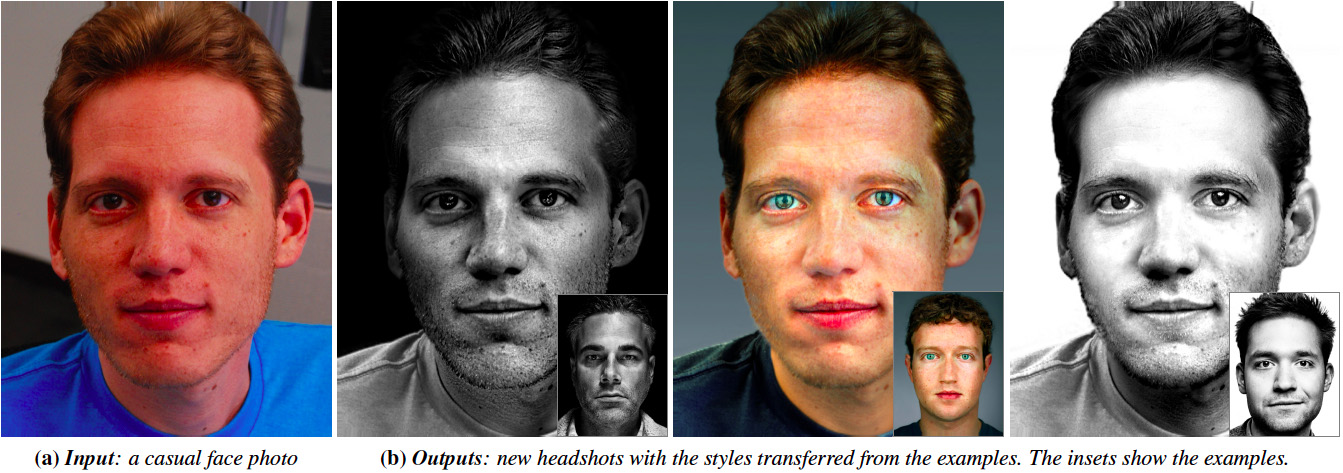 (a) Input: a casual face photo
(b) Outputs: new headshots with the styles transferred from the examples. The insets show the examples.